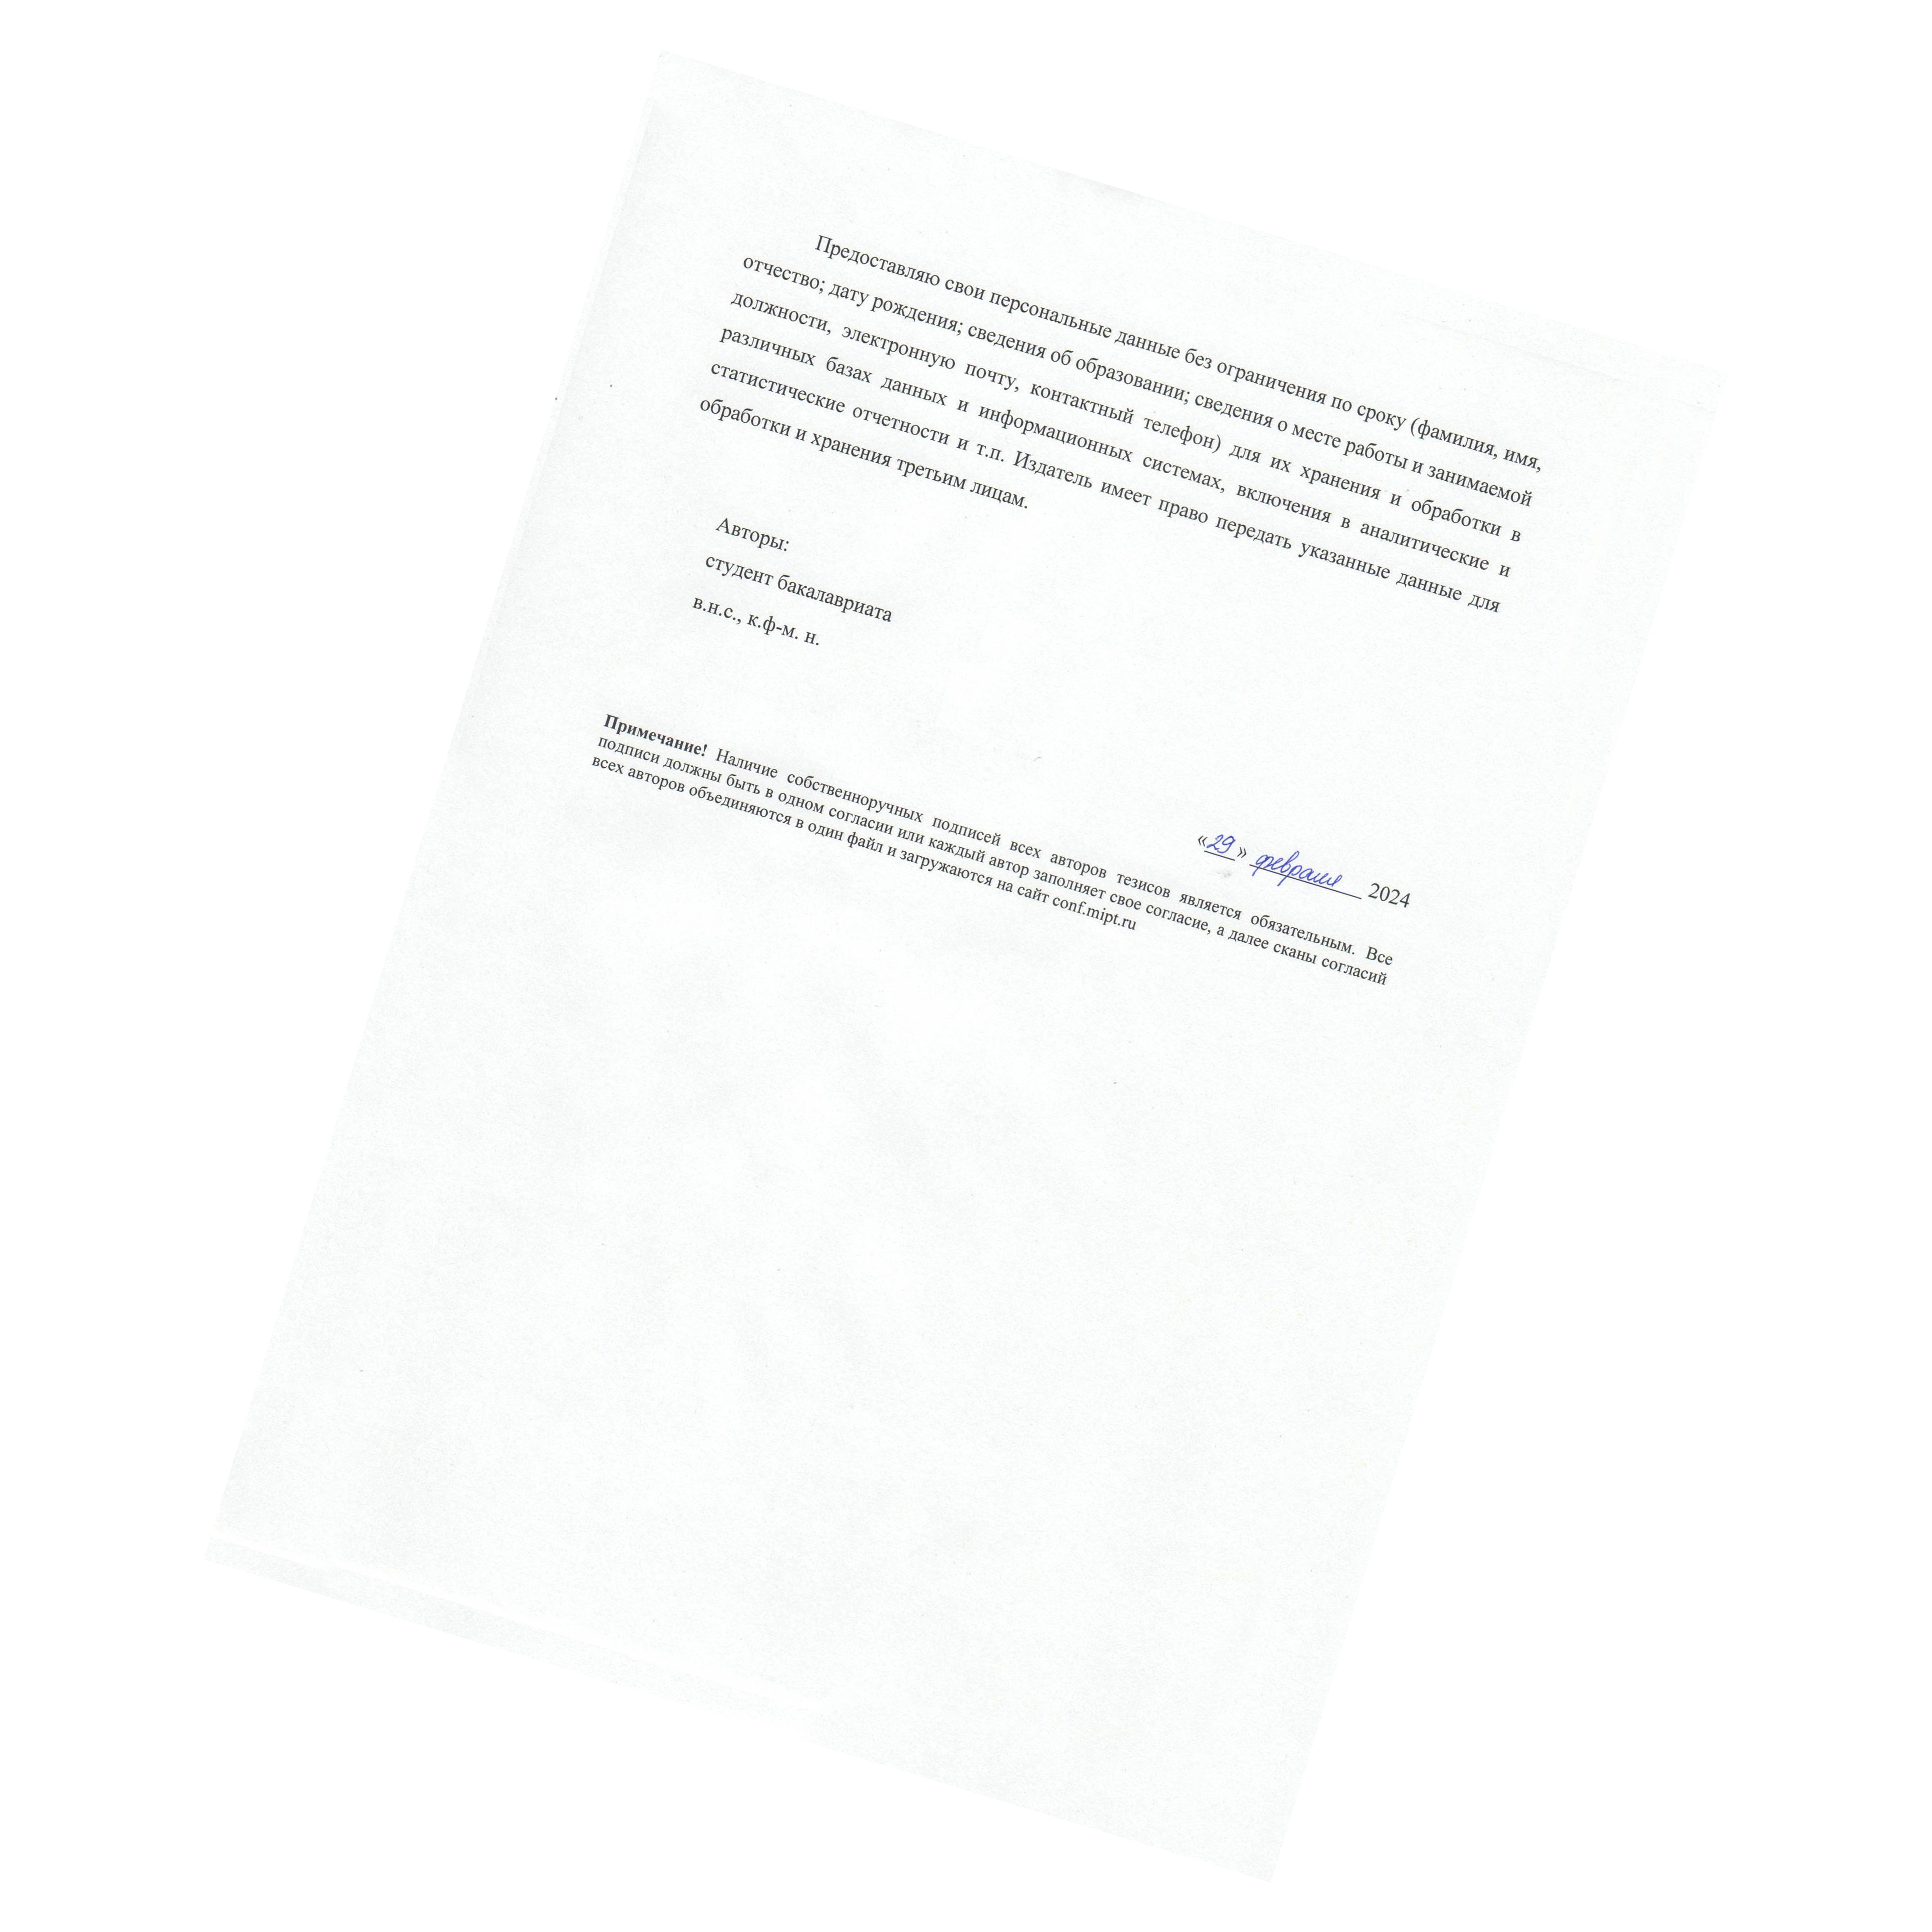 Предоставляю свои персональные данные без ограничения по сроку (фамилия, имя,
отчество; дату рождения; сведения об образовании; сведения о месте работы и занимаемой
должности, электронную почту, контактный телефон) для их хранения и обработки в
различных базах данных и информационных системах, включения в аналитические и
статистические отчетности и т.п. Издатель имеет право передать указанные данные для
обработки и хранения третьим лицам.
Авторы:
студент бакалавриата
в.н.с., к.ф-м. н.
«29» февраля 2024
Примечание! Наличие собственноручных подписей всех авторов тезисов является обязательным. Все
подписи должны быть в одном согласии или каждый автор заполняет свое согласие, а далее сканы согласий
всех авторов объединяются в один файл и загружаются на сайт conf.mipt.ru